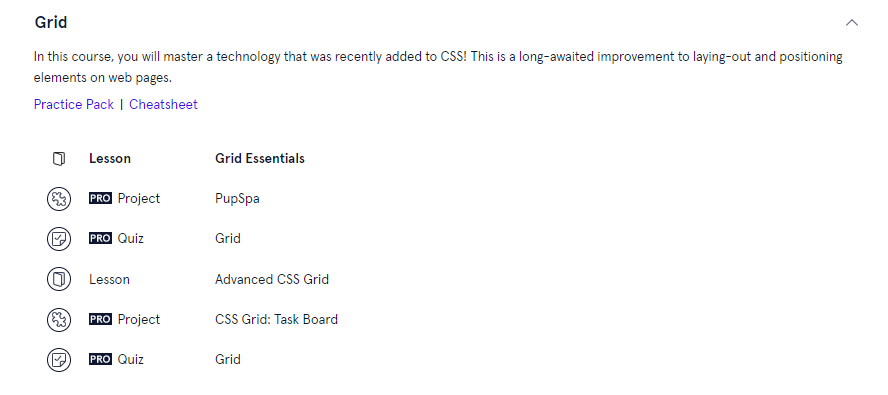 Grid
In this course, you will master a technology that was recently added to CSS! This is a long-awaited improvement to laying-out and positioning
elements on web pages.
Practice Pack | Cheatsheet
Lesson Grid Essentials
PRO Project PupSpa
PRO Quiz Grid
Lesson Advanced CSS Grid
PRO Project CSS Grid: Task Board
PRO Quiz Grid